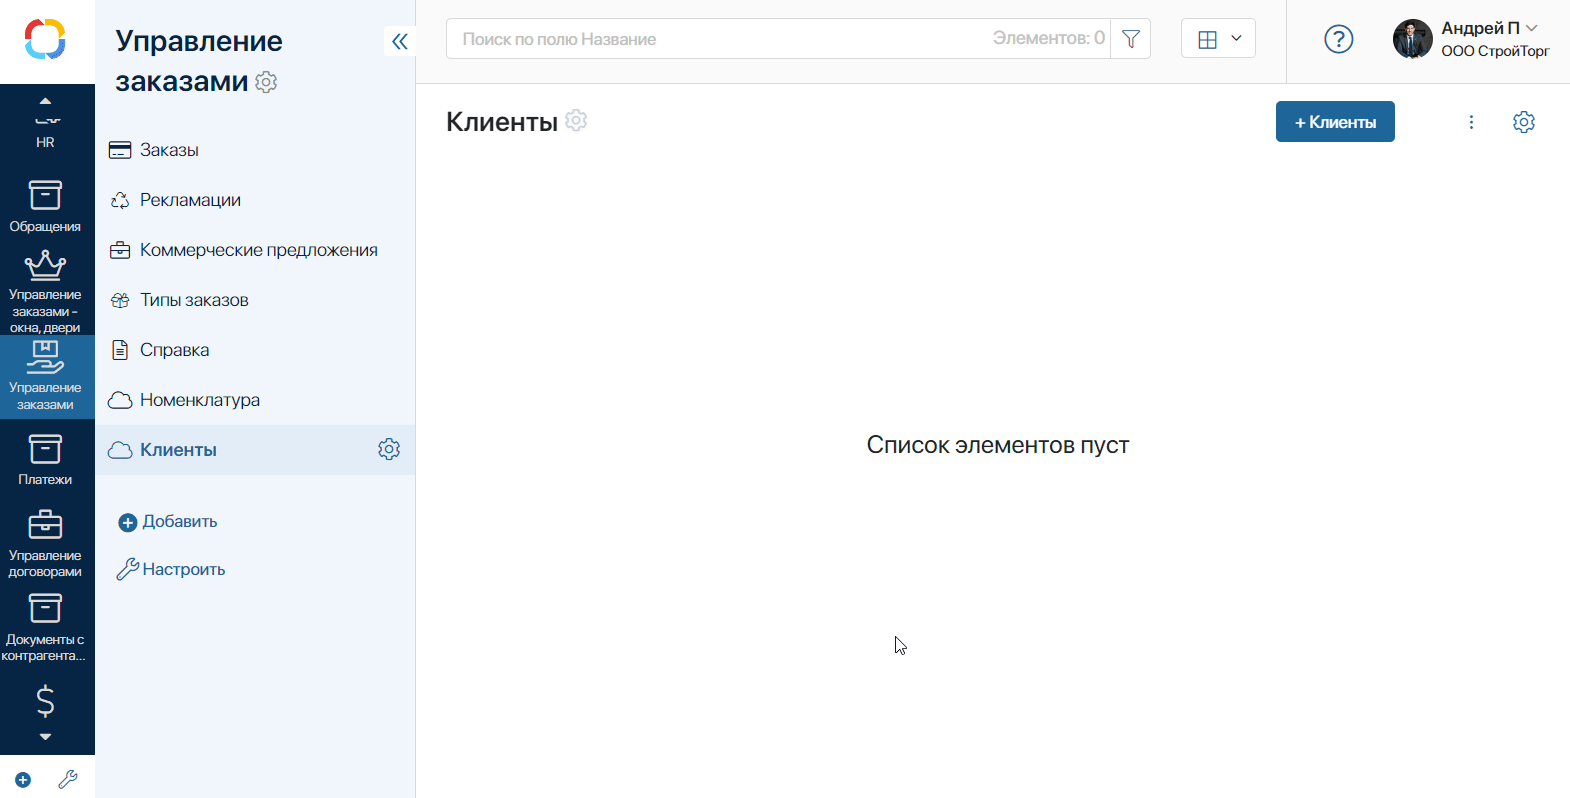 HR
Обращения
Управление
заказами -
окна, двери
Управление
заказами
Платежи
Управление
договорами
Документы с
контрагента...
Управление
заказами
Заказы
Рекламации
Коммерческие предложения
Типы заказов
Справка
Номенклатура
Клиенты
Добавить
Настроить
Поиск по полю Название
Элементов: 0
Андрей П
ООО СтройТорг
Клиенты
+ Клиенты
Список элементов пуст